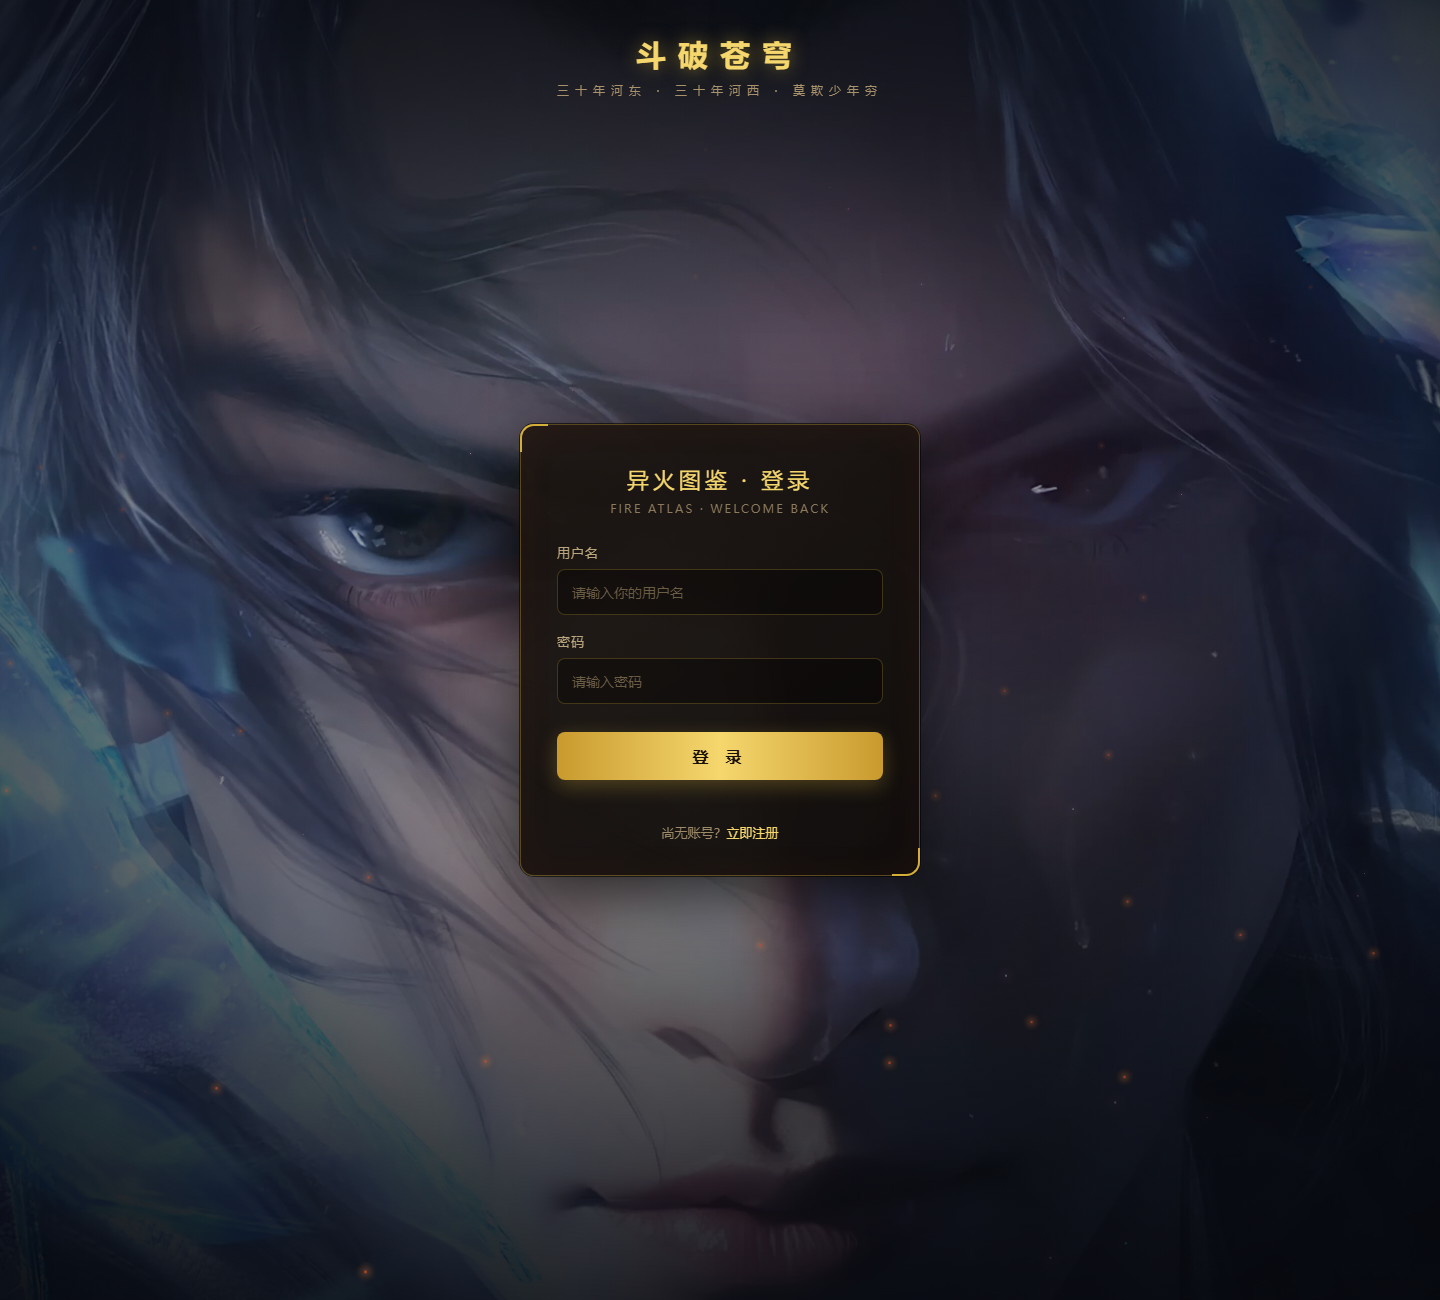 斗破苍穹
三十年河东 · 三十年河西 · 莫欺少年穷
异火图鉴 · 登录
FIRE ATLAS · WELCOME BACK
用户名
请输入你的用户名
密码
请输入密码
登 录
尚无账号? 立即注册